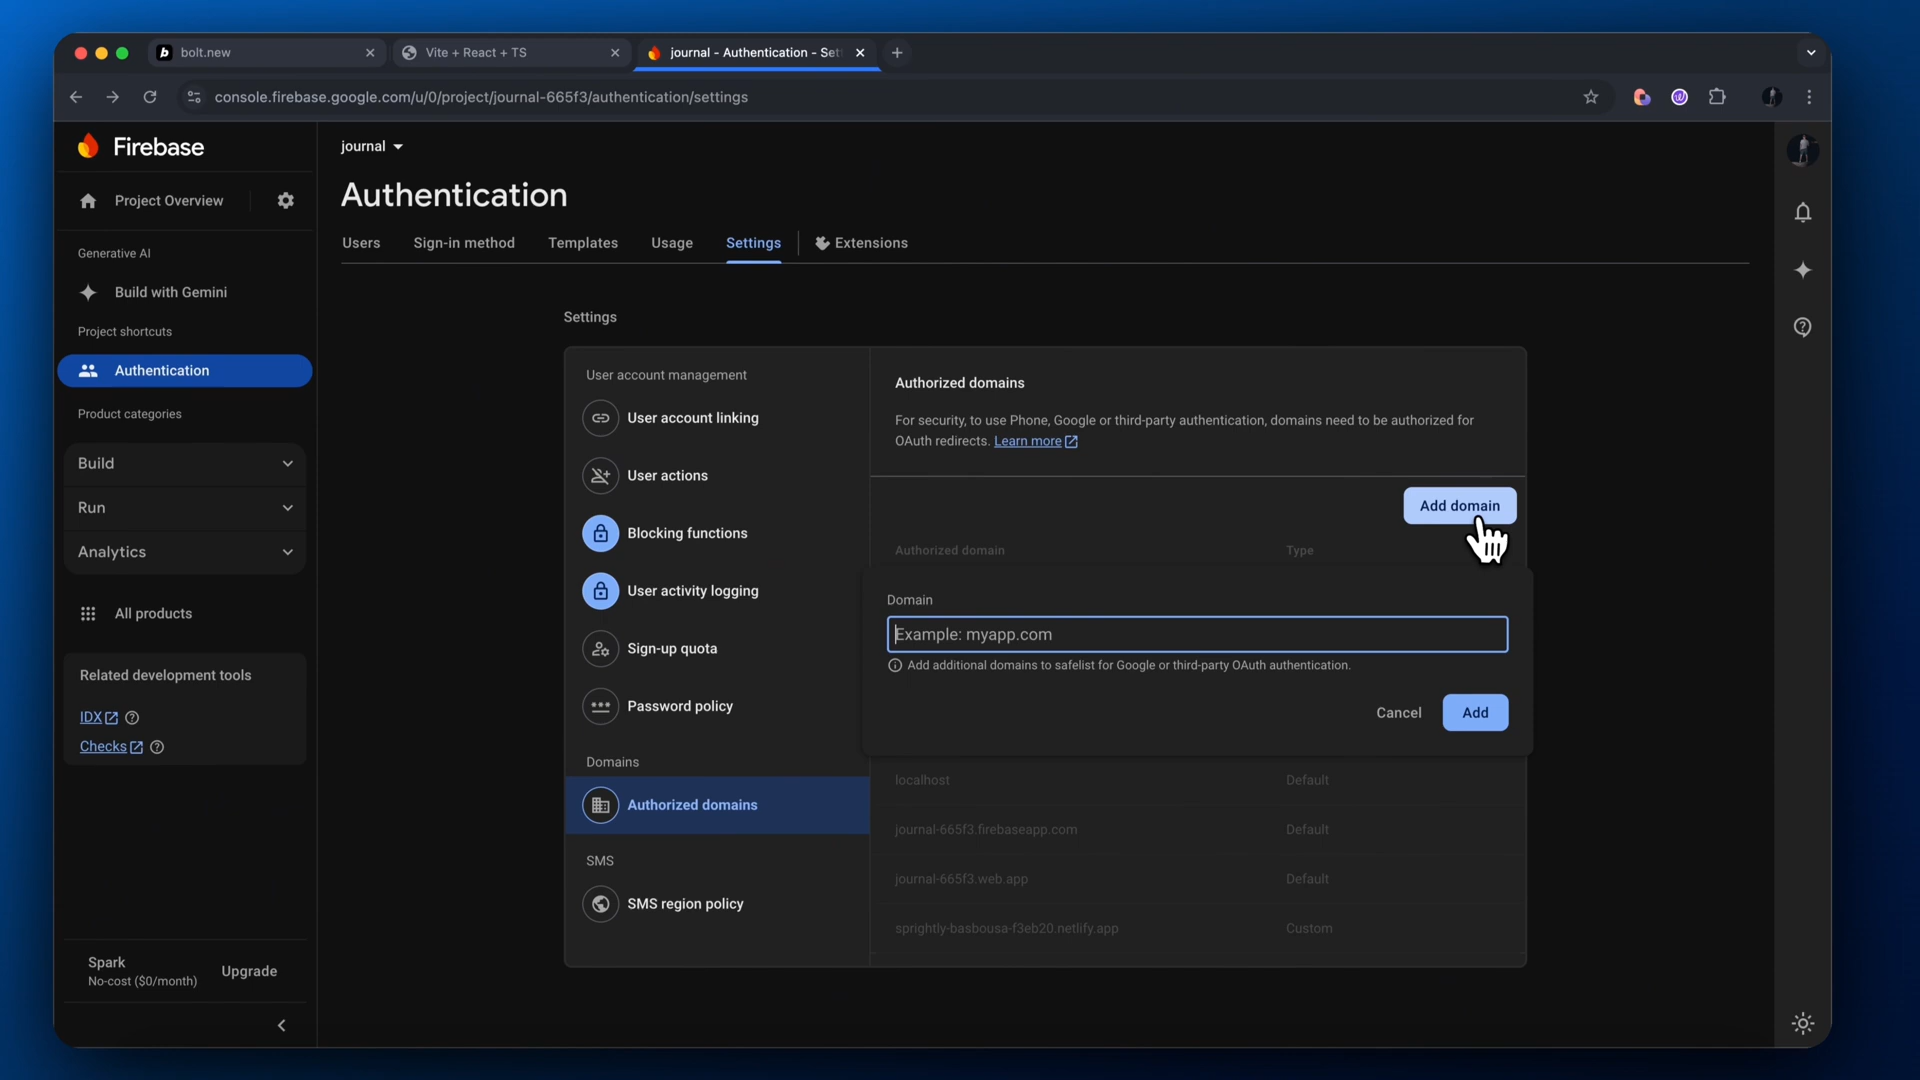 bolt.new
Vite + React + TS
journal - Authentication - Set
console.firebase.google.com/u/0/project/journal-665f3/authentication/settings
Firebase
Project Overview
Generative AI
Build with Gemini
Project shortcuts
Authentication
Product categories
Build
Run
Analytics
All products
Related development tools
IDX
Checks
Spark
No-cost ($0/month)
Upgrade
journal
Authentication
Users
Sign-in method
Templates
Usage
Settings
Extensions
Settings
User account management
User account linking
User actions
Blocking functions
User activity logging
Sign-up quota
Password policy
Domains
Authorized domains
SMS
SMS region policy
Authorized domains
For security, to use Phone, Google or third-party authentication, domains need to be authorized for
OAuth redirects. Learn more
Add domain
Authorized domain Type
Domain
Example: myapp.com
Add additional domains to safelist for Google or third-party OAuth authentication.
Cancel
Add
localhost Default
journal-665f3.firebaseapp.com Default
journal-665f3.web.app Default
sprightly-basbousa-f3eb20.netlify.app Custom